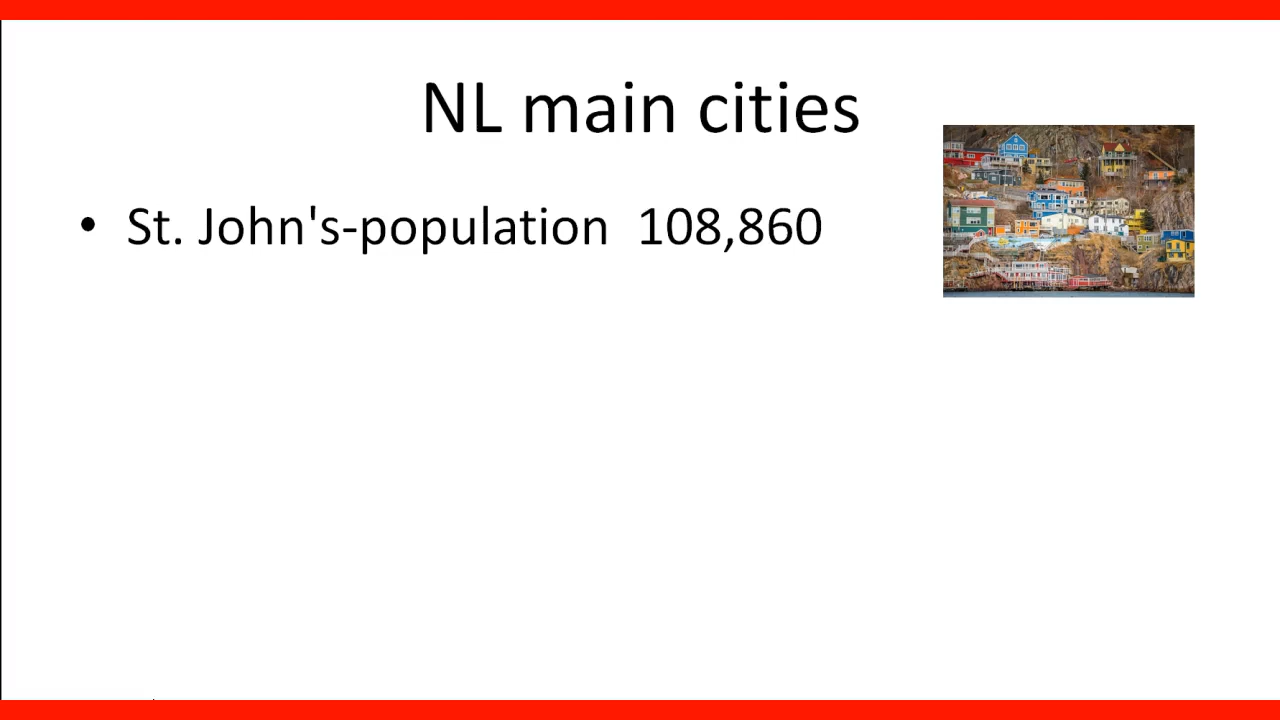 NL main cities
• St. John's-population  108,860